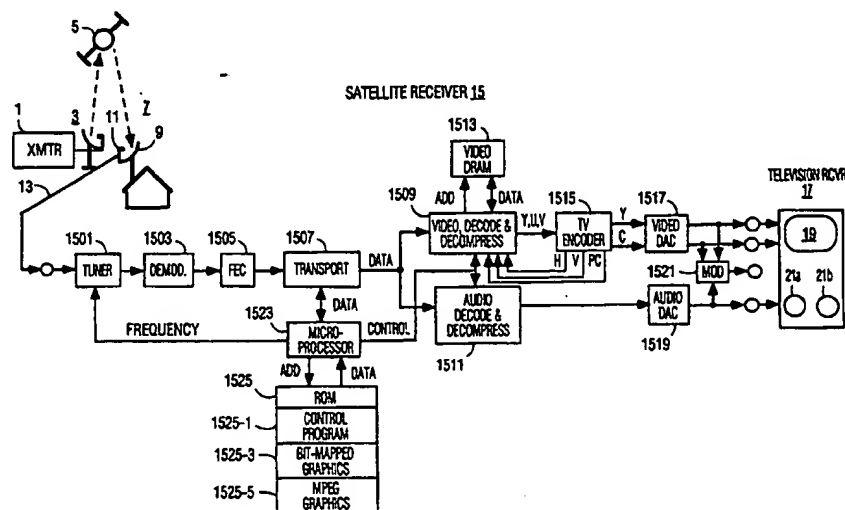 5
SATELLITE RECEIVER 15
1
3
11
7
9
XMTR
13
1513
VIDEO DRAM
TELEVISION RCVR
17
1509
ADD
DATA
1515
1517
1501
1503
1505
1507
VIDEO, DECODE & DECOMPRESS
Y,U,V
TV ENCODER
Y
C
VIDEO DAC
19
TUNER
DEMOD.
FEC
TRANSPORT
DATA
H
V
PC
1521
MOD
21a
21b
DATA
FREQUENCY
1523
MICRO-PROCESSOR
CONTROL
AUDIO DECODE & DECOMPRESS
AUDIO DAC
1511
1519
ADD
DATA
1525
ROM
1525-1
CONTROL PROGRAM
1525-3
BIT-MAPPED GRAPHICS
1525-5
MPEG GRAPHICS